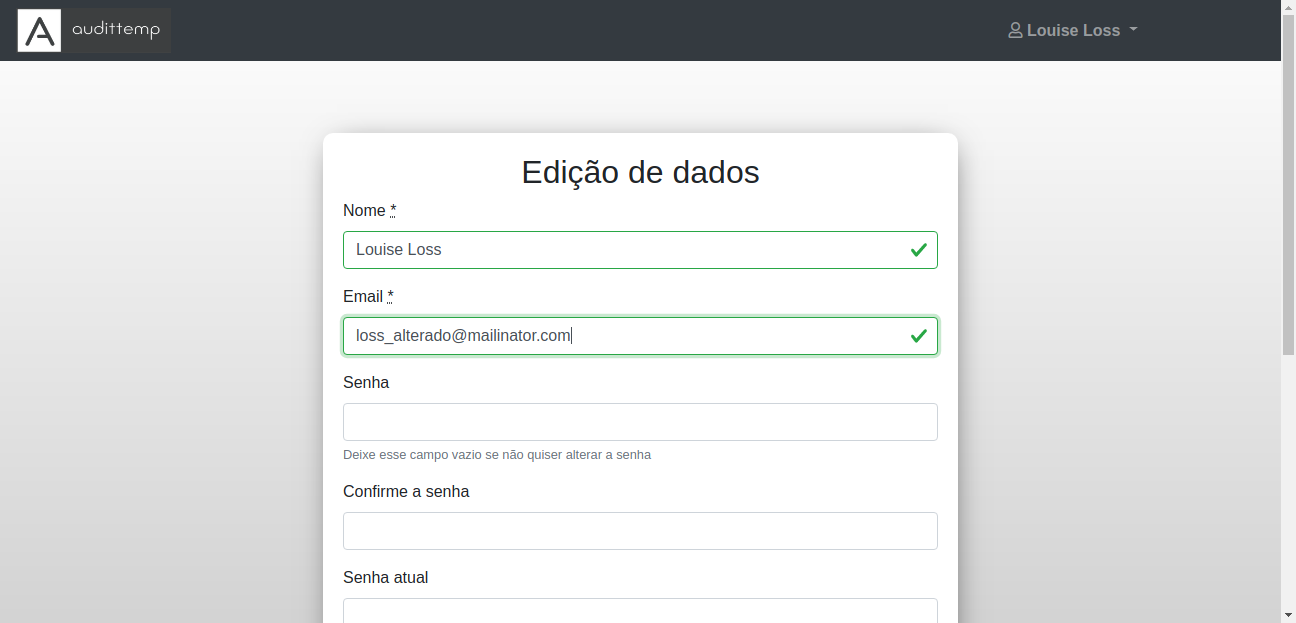 A audittemp
Louise Loss
Edição de dados
Nome *
Louise Loss
Email *
loss_alterado@mailinator.com
Senha
Deixe esse campo vazio se não quiser alterar a senha
Confirme a senha
Senha atual